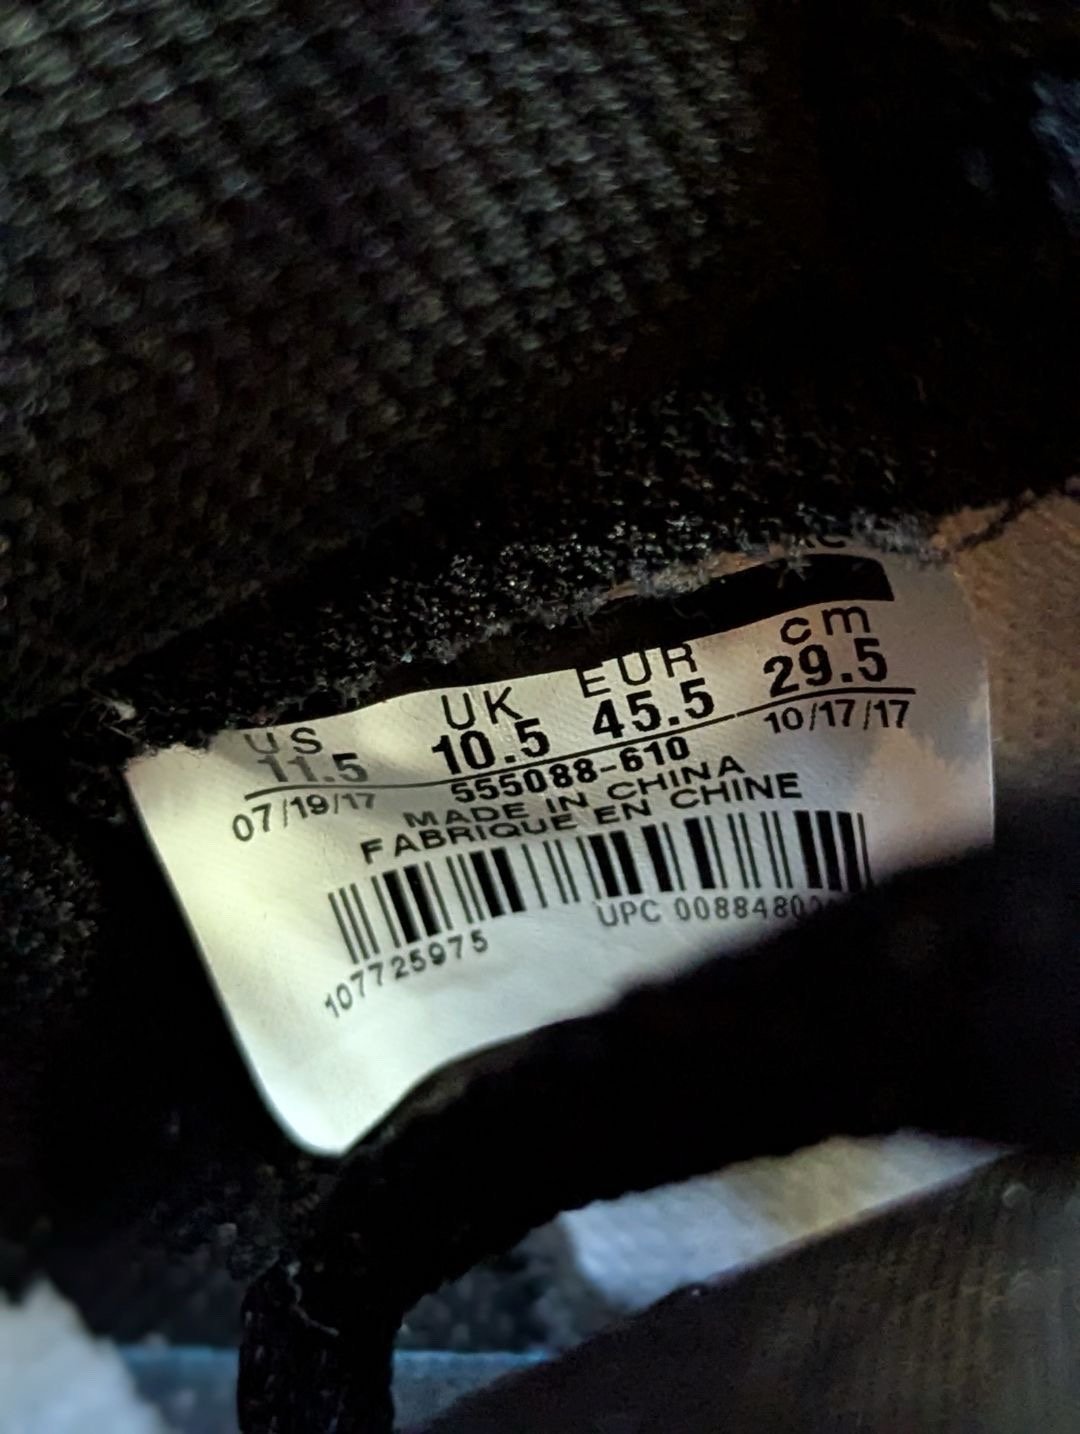 US UK EUR cm
11.5 10.5 45.5 29.5
07/19/17 555088-610 10/17/17
MADE IN CHINA
FABRIQUE EN CHINE
UPC
107725975